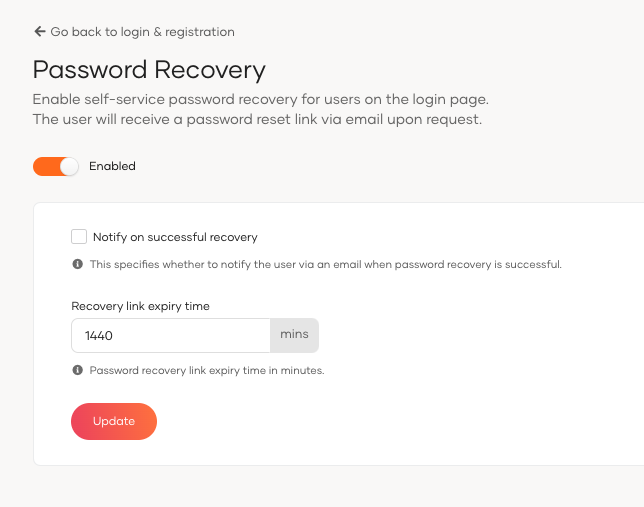 Go back to login & registration
Password Recovery
Enable self-service password recovery for users on the login page.
The user will receive a password reset link via email upon request.
Enabled
Notify on successful recovery
This specifies whether to notify the user via an email when password recovery is successful.
Recovery link expiry time
1440 mins
Password recovery link expiry time in minutes.
Update